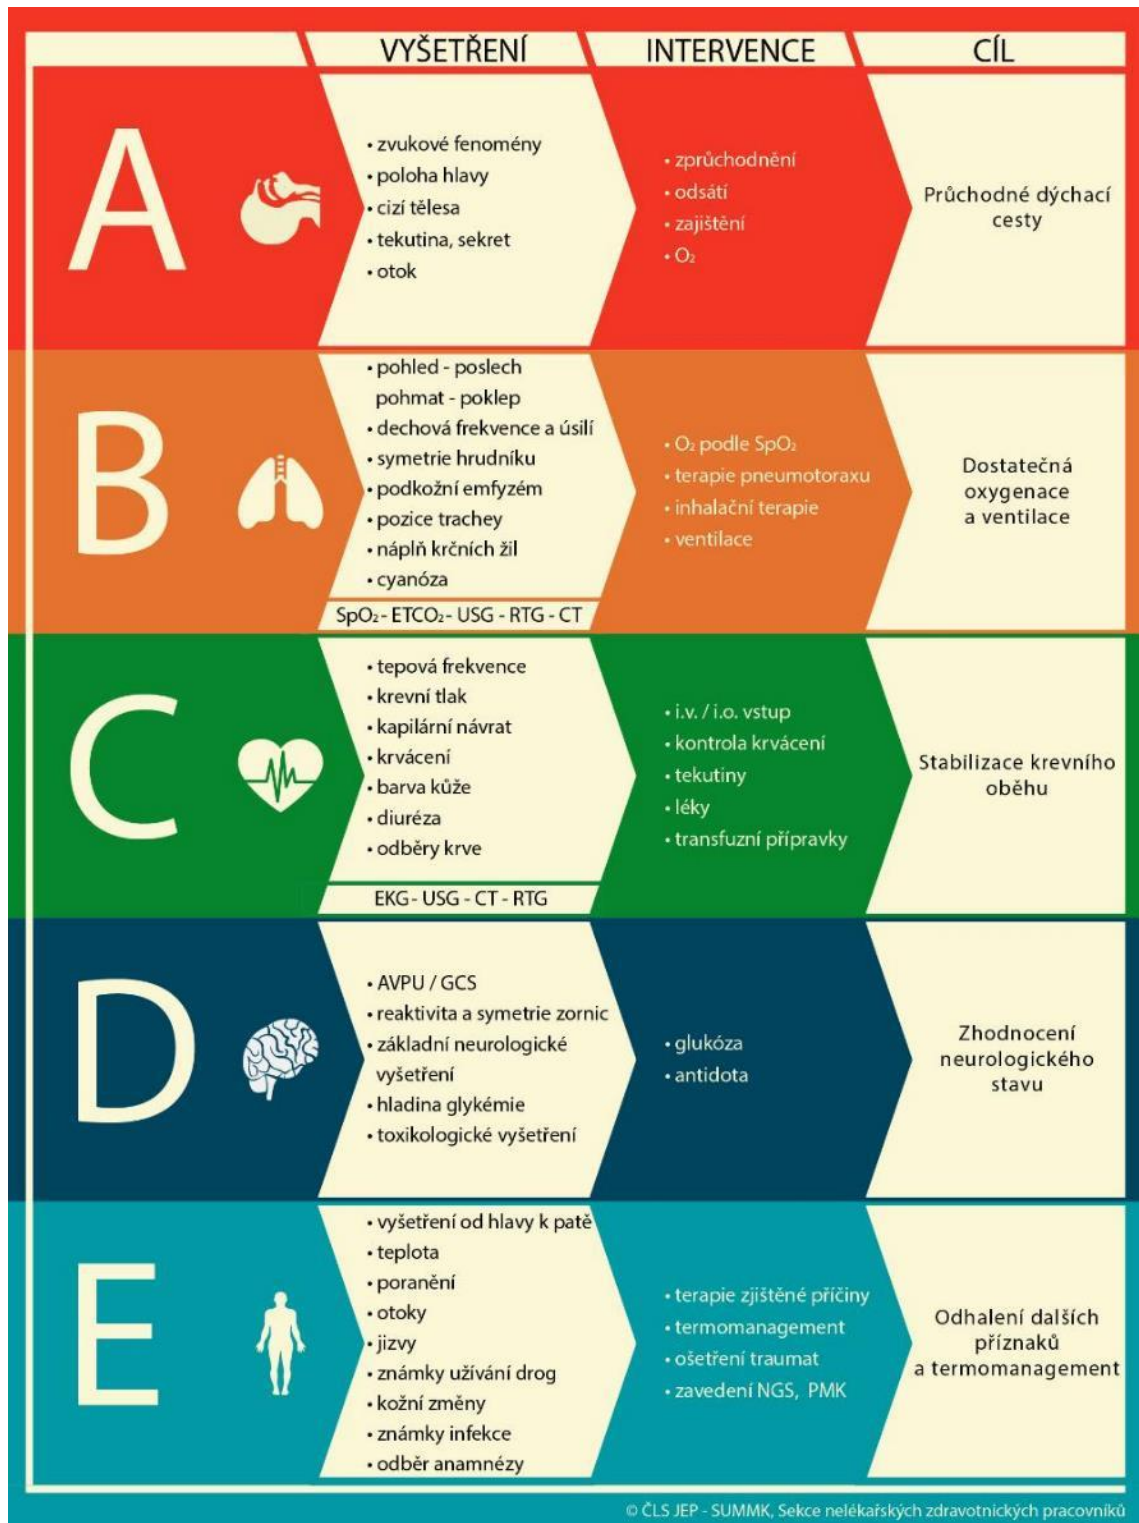 VYŠETŘENÍ
INTERVENCE
CÍL
A
• zvukové fenomény
• poloha hlavy
• cizí tělesa
• tekutina, sekret
• otok
• zprůchodnění
• odsátí
• zajištění
• O₂
Průchodné dýchací
cesty
B
• pohled - poslech
pohmat - poklep
• dechová frekvence a úsilí
• symetrie hrudníku
• podkožní emfyzém
• pozice trachey
• náplň krčních žil
• cyanóza
SpO₂ - ETCO₂ - USG - RTG - CT
• O₂ podle SpO₂
• terapie pneumotoraxu
• inhalační terapie
• ventilace
Dostatečná
oxygenace
a ventilace
C
• tepová frekvence
• krevní tlak
• kapilární návrat
• krvácení
• barva kůže
• diuréza
• odběry krve
EKG - USG - CT - RTG
• i.v. / i.o. vstup
• kontrola krvácení
• tekutiny
• léky
• transfuzní přípravky
Stabilizace krevního
oběhu
D
• AVPU / GCS
• reaktivita a symetrie zornic
• základní neurologické
vyšetření
• hladina glykémie
• toxikologické vyšetření
• glukóza
• antidota
Zhodnocení
neurologického
stavu
E
• vyšetření od hlavy k patě
• teplota
• poranění
• otoky
• jizvy
• známky užívání drog
• kožní změny
• známky infekce
• odběr anamnézy
• terapie zjištěné příčiny
• termomanagement
• ošetření traumat
• zavedení NGS, PMK
Odhalení dalších
příznaků
a termomanagement
© ČLS JEP - SUMMK, Sekce nelékařských zdravotnických pracovníků